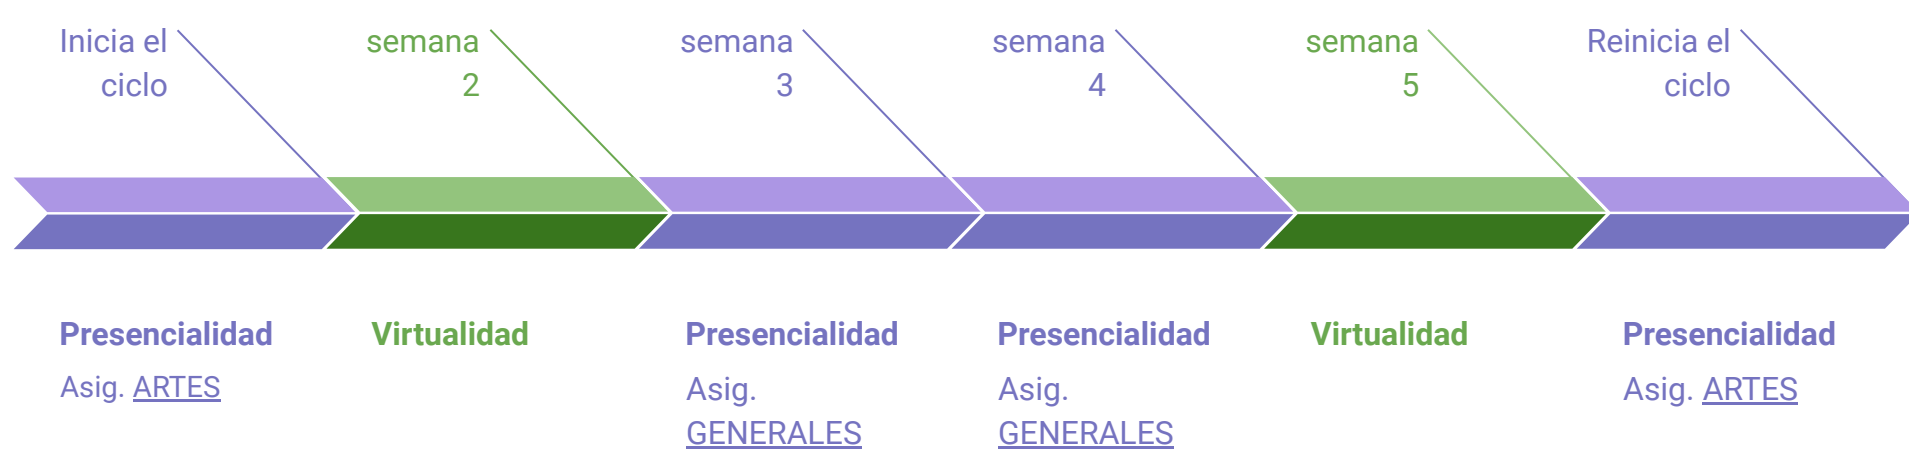 Inicia el
ciclo
semana
2
semana
3
semana
4
semana
5
Reinicia el
ciclo
Presencialidad
Asig. ARTES
Virtualidad
Presencialidad
Asig.
GENERALES
Presencialidad
Asig.
GENERALES
Virtualidad
Presencialidad
Asig. ARTES